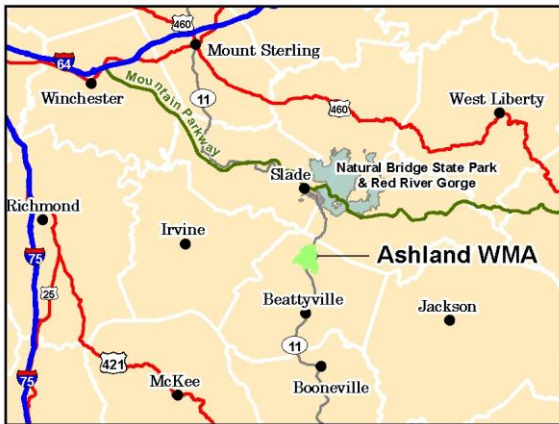 460
Mount Sterling
64
Winchester
Mountain Parkway
11
460
West Liberty
Natural Bridge State Park
& Red River Gorge
Slade
Richmond
Irvine
75
Ashland WMA
25
Beattyville
Jackson
11
421
75
McKee
Booneville